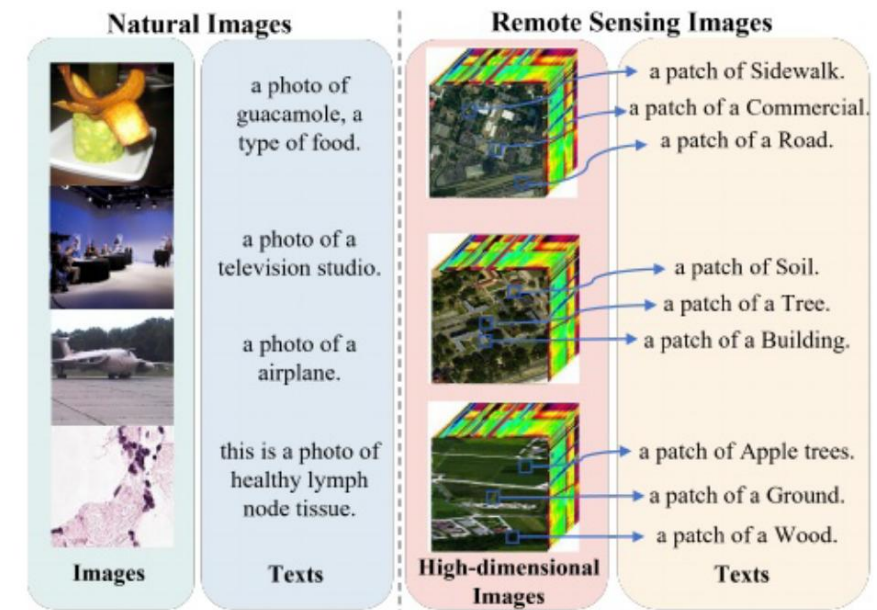 Natural Images
a photo of
guacamole, a
type of food.
a photo of a
television studio.
a photo of a
airplane.
this is a photo of
healthy lymph
node tissue.
Images
Texts
Remote Sensing Images
a patch of Sidewalk.
a patch of a Commercial.
a patch of a Road.
a patch of Soil.
a patch of a Tree.
a patch of a Building.
a patch of Apple trees.
a patch of a Ground.
a patch of a Wood.
High-dimensional
Images
Texts